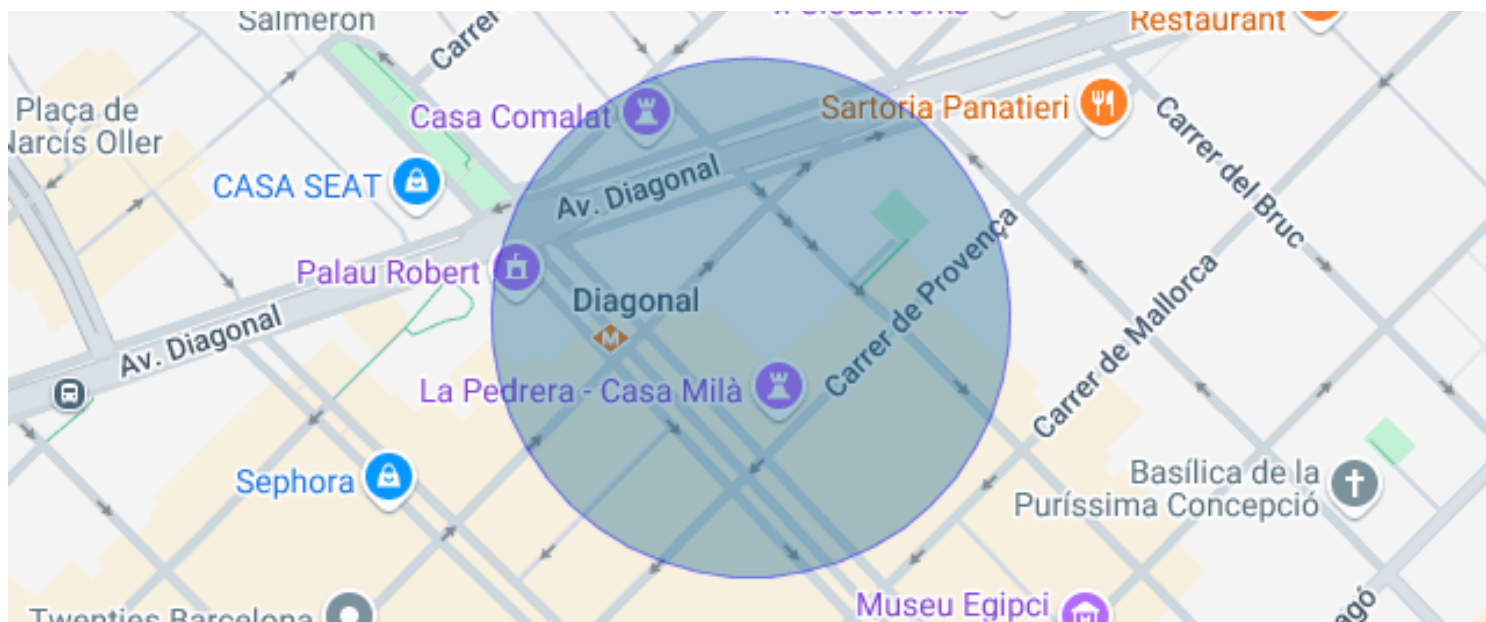 Salmeron
Carrer
x Cloudworks
Restaurant
Plaça de
Narcís Oller
Casa Comalat
Sartoria Panatieri
CASA SEAT
Av. Diagonal
Carrer del Bruc
Palau Robert
Diagonal
M
Carrer de Provença
Av. Diagonal
Carrer de Mallorca
La Pedrera - Casa Milà
Sephora
Basílica de la
Puríssima Concepció
Museu Egipci
Twenties Barcelona